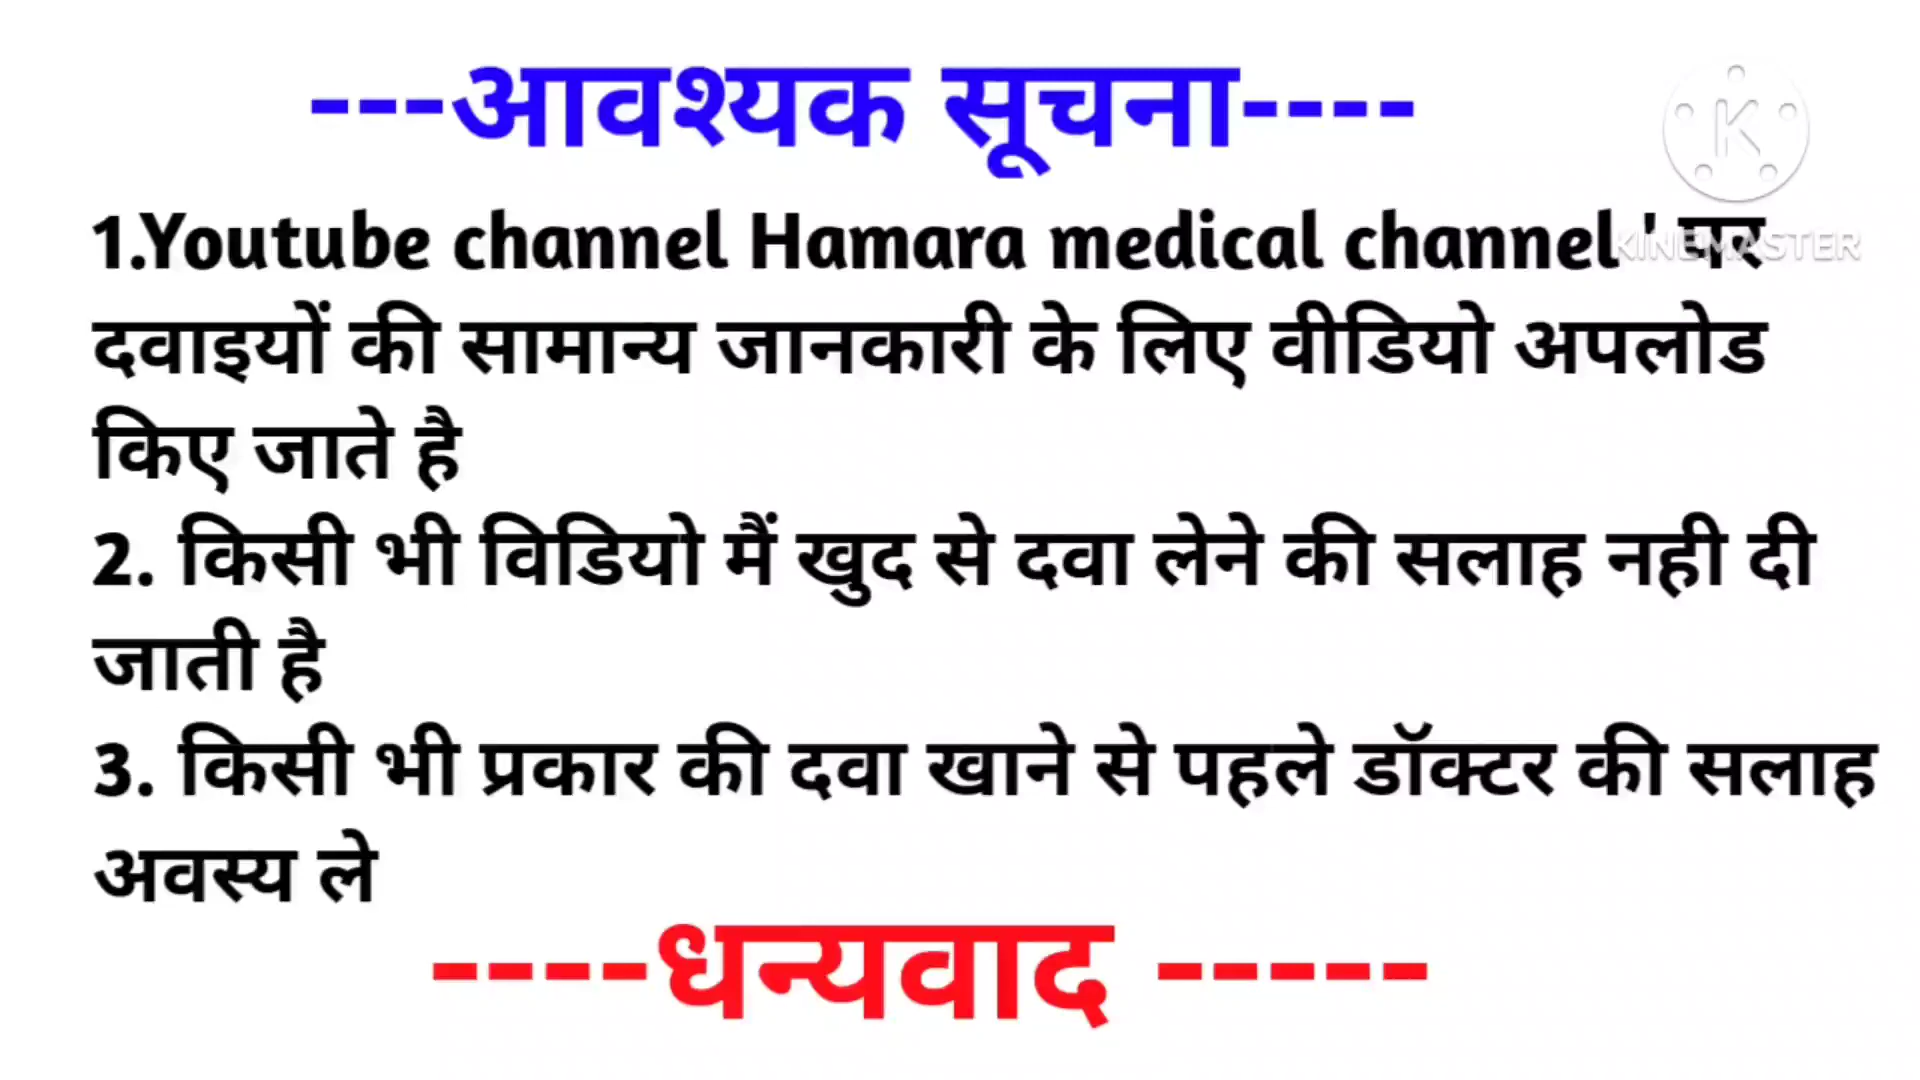 ---आवश्यक सूचना----
1.Youtube channel Hamara medical channel ' पर
दवाइयों की सामान्य जानकारी के लिए वीडियो अपलोड
किए जाते है
2. किसी भी विडियो मैं खुद से दवा लेने की सलाह नही दी
जाती है
3. किसी भी प्रकार की दवा खाने से पहले डॉक्टर की सलाह
अवस्य ले
----धन्यवाद -----
K
KINEMASTER